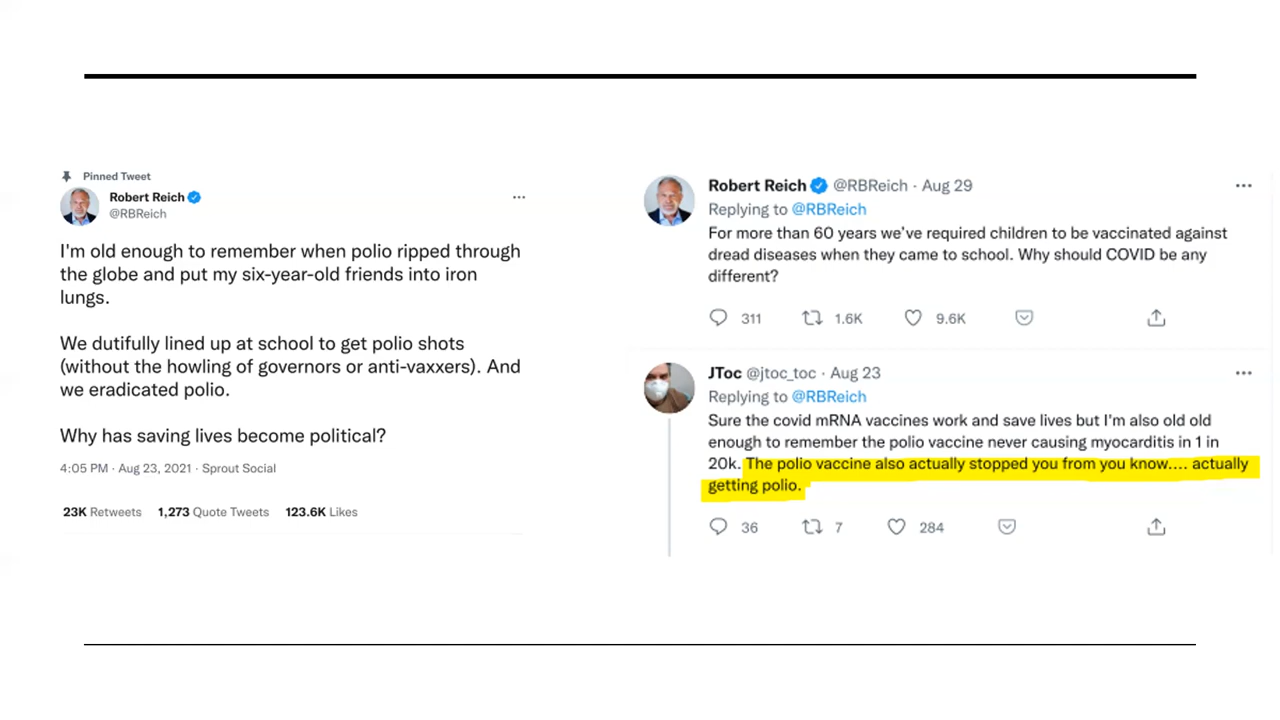 Pinned Tweet
Robert Reich
@RBReich
I'm old enough to remember when polio ripped through
the globe and put my six-year-old friends into iron
lungs.
We dutifully lined up at school to get polio shots
(without the howling of governors or anti-vaxxers). And
we eradicated polio.
Why has saving lives become political?
4:05 PM · Aug 23, 2021 · Sprout Social
23K Retweets 1,273 Quote Tweets 123.6K Likes
Robert Reich @RBReich · Aug 29
Replying to @RBReich
For more than 60 years we've required children to be vaccinated against
dread diseases when they came to school. Why should COVID be any
different?
311 1.6K 9.6K
JToc @jtoc_toc · Aug 23
Replying to @RBReich
Sure the covid mRNA vaccines work and save lives but I'm also old old
enough to remember the polio vaccine never causing myocarditis in 1 in
20k. The polio vaccine also actually stopped you from you know.... actually
getting polio.
36 7 284